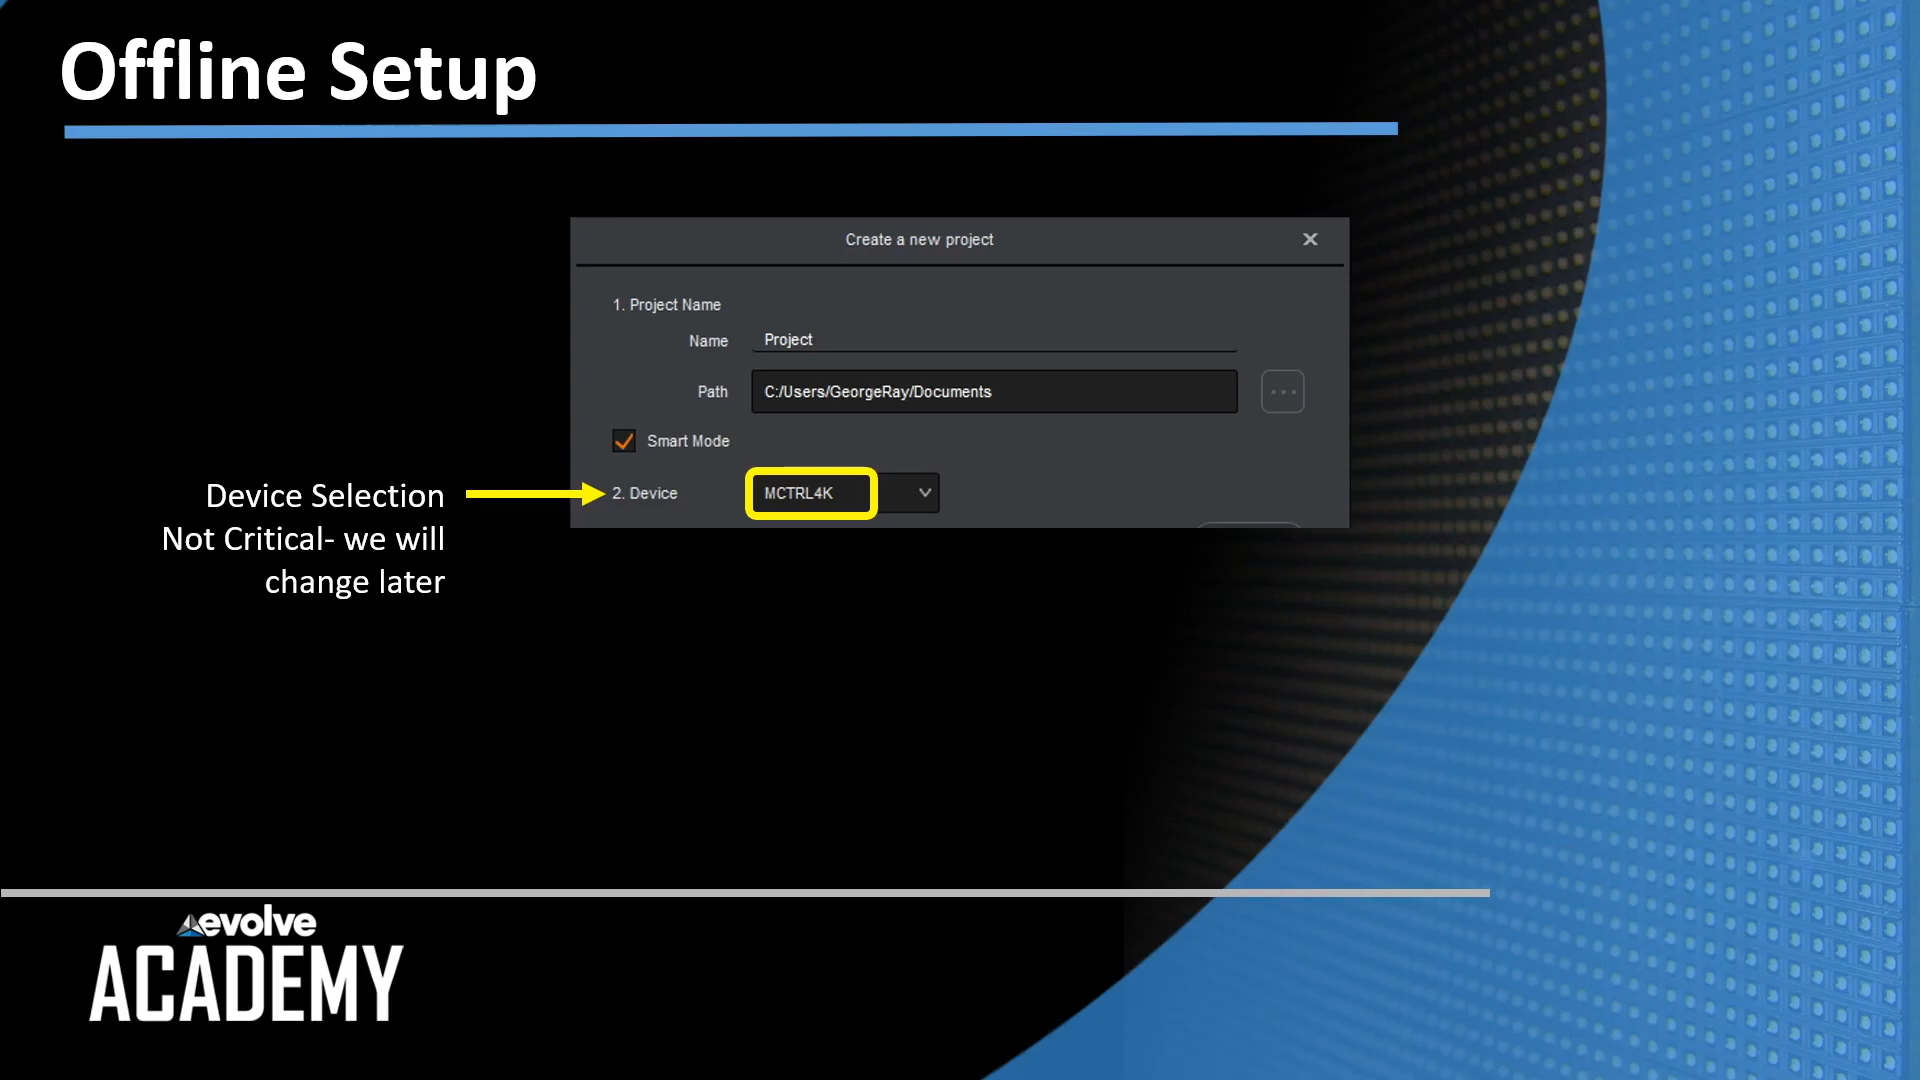 Offline Setup
Create a new project
1. Project Name
Name Project
Path C:/Users/GeorgeRay/Documents
Smart Mode
2. Device MCTRL4K
Device Selection
Not Critical- we will
change later
evolve
ACADEMY